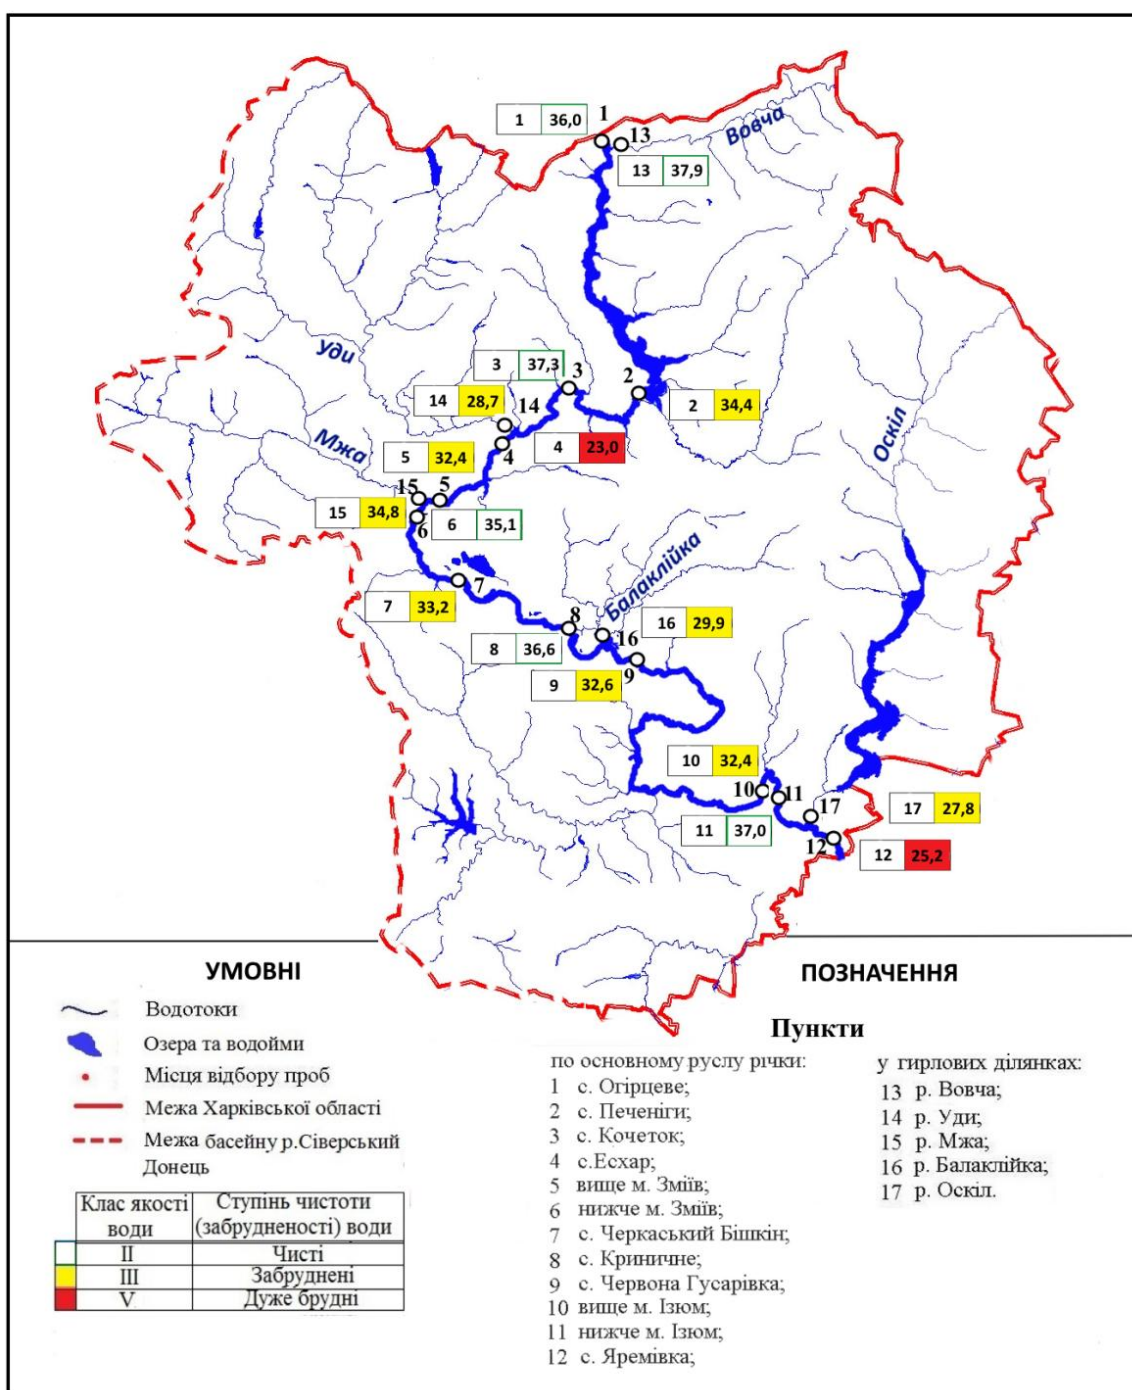 1 36,0
1
13
Вовча
13 37,9
Уди
3 37,3
3
2
14 28,7
14
2 34,4
Оскіл
Мжа
5 32,4
4
4 23,0
15
5
15 34,8
6
6 35,1
Балаклійка
7
7 33,2
8
16
16 29,9
8 36,6
9
9 32,6
10 32,4
10
11
17
17 27,8
11 37,0
12
12 25,2
УМОВНІ ПОЗНАЧЕННЯ
Водотоки
Озера та водойми
Місця відбору проб
Межа Харківської області
Межа басейну р.Сіверський
Донець
Клас якості води
Ступінь чистоти (забрудненості) води
II Чисті
III Забруднені
V Дуже брудні
Пункти
по основному руслу річки:
1 с. Огірцеве;
2 с. Печеніги;
3 с. Кочеток;
4 с.Есхар;
5 вище м. Зміїв;
6 нижче м. Зміїв;
7 с. Черкаський Бішкін;
8 с. Криничне;
9 с. Червона Гусарівка;
10 вище м. Ізюм;
11 нижче м. Ізюм;
12 с. Яремівка;
у гирлових ділянках:
13 р. Вовча;
14 р. Уди;
15 р. Мжа;
16 р. Балаклійка;
17 р. Оскіл.